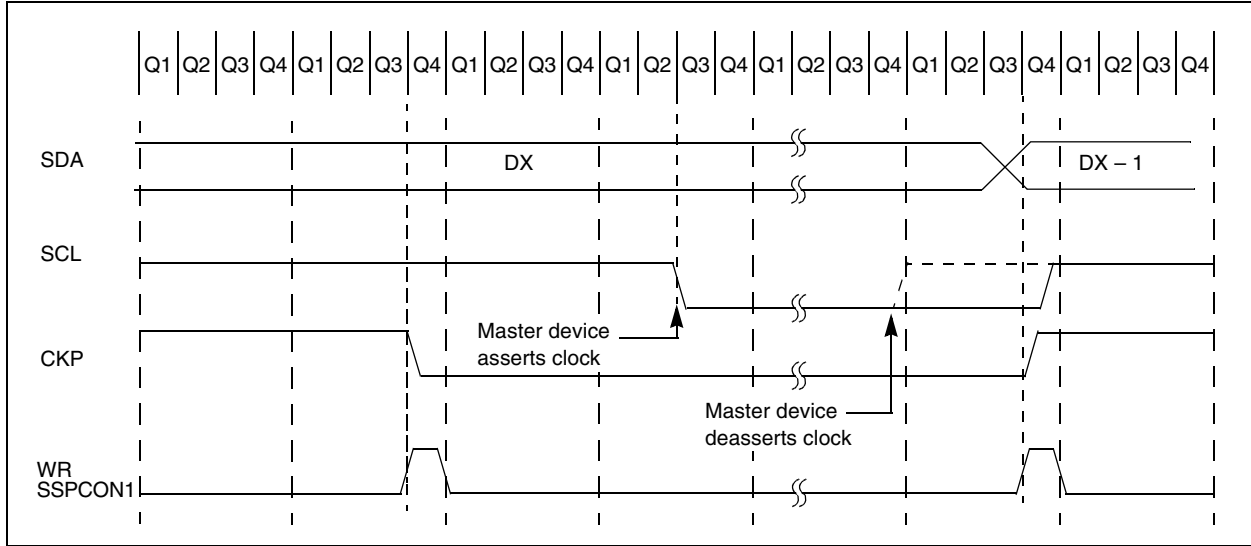 Q1 Q2 Q3 Q4 Q1 Q2 Q3 Q4 Q1 Q2 Q3 Q4 Q1 Q2 Q3 Q4 Q1 Q2 Q3 Q4 Q1 Q2 Q3 Q4 Q1 Q2 Q3 Q4
SDA
DX
DX – 1
SCL
Master device
asserts clock
CKP
Master device
deasserts clock
WR
SSPCON1